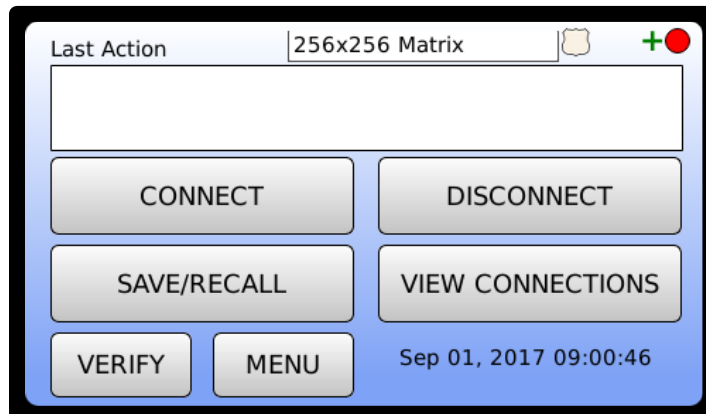 Last Action 256x256 Matrix +
CONNECT DISCONNECT
SAVE/RECALL VIEW CONNECTIONS
VERIFY MENU Sep 01, 2017 09:00:46